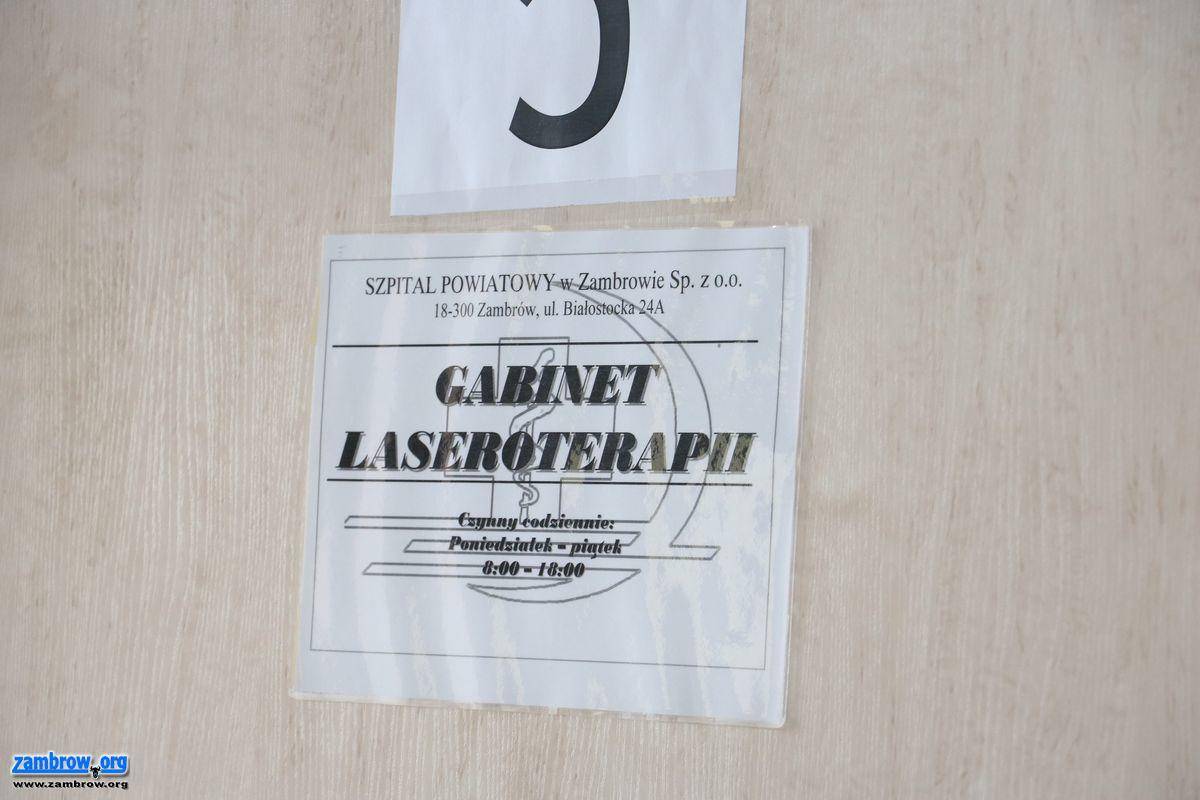 SZPITAL POWIATOWY w Zambrowie Sp. z o.o.
18-300 Zambrów, ul. Białostocka 24A
GABINET
LASEROTERAPII
Czynny codziennie:
Poniedziałek - piątek
8:00 - 18:00
zambrow.org
www.zambrow.org